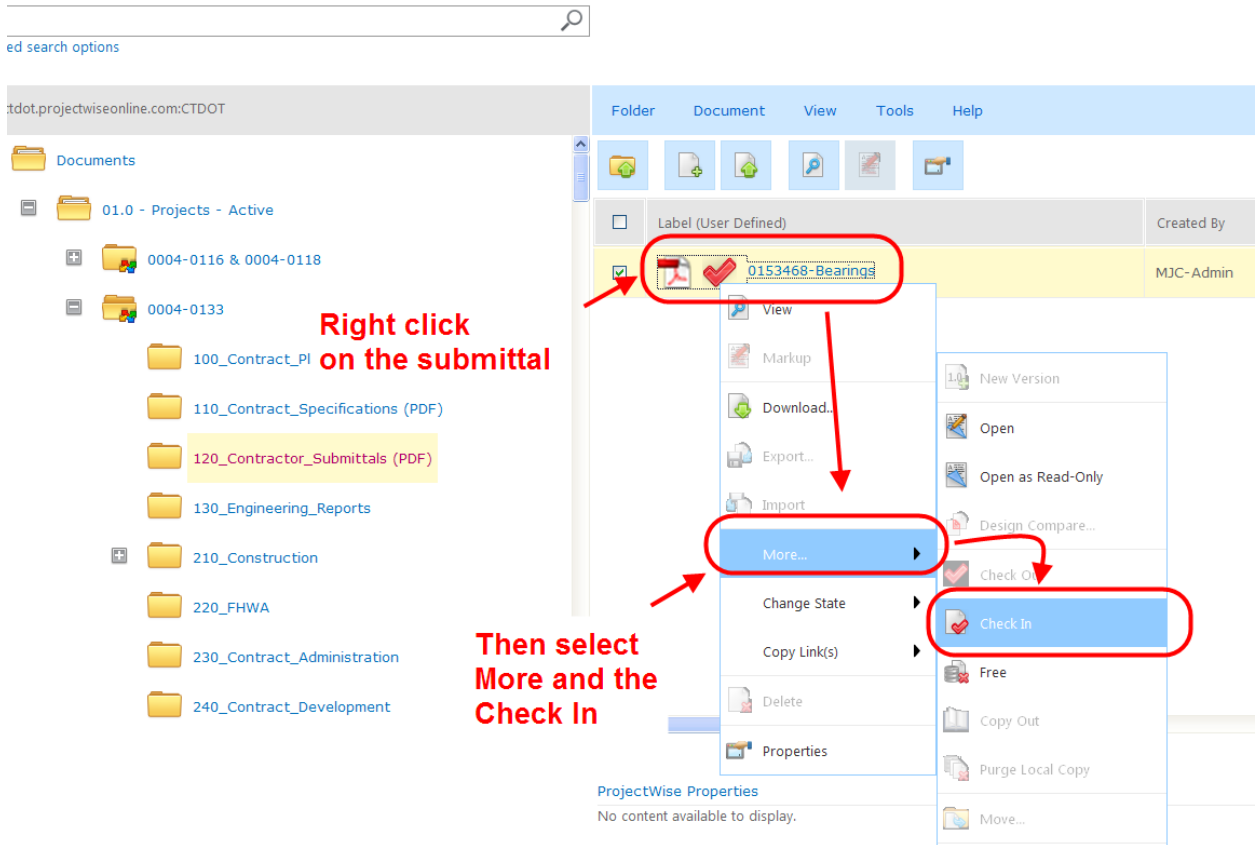 ed search options
tdot.projectwiseonline.com:CTDOT
Documents
01.0 - Projects - Active
0004-0116 & 0004-0118
0004-0133
100_Contract_Pl
110_Contract_Specifications (PDF)
120_Contractor_Submittals (PDF)
130_Engineering_Reports
210_Construction
220_FHWA
230_Contract_Administration
240_Contract_Development
Right click
on the submittal
Then select
More and the
Check In
Folder Document View Tools Help
Label (User Defined) Created By
0153468-Bearings MJC-Admin
View
Markup
Download..
Export...
Import
More...
Change State
Copy Link(s)
Delete
Properties
1.0
New Version
Open
Open as Read-Only
Design Compare...
Check Ou
Check In
Free
Copy Out
Purge Local Copy
Move...
ProjectWise Properties
No content available to display.